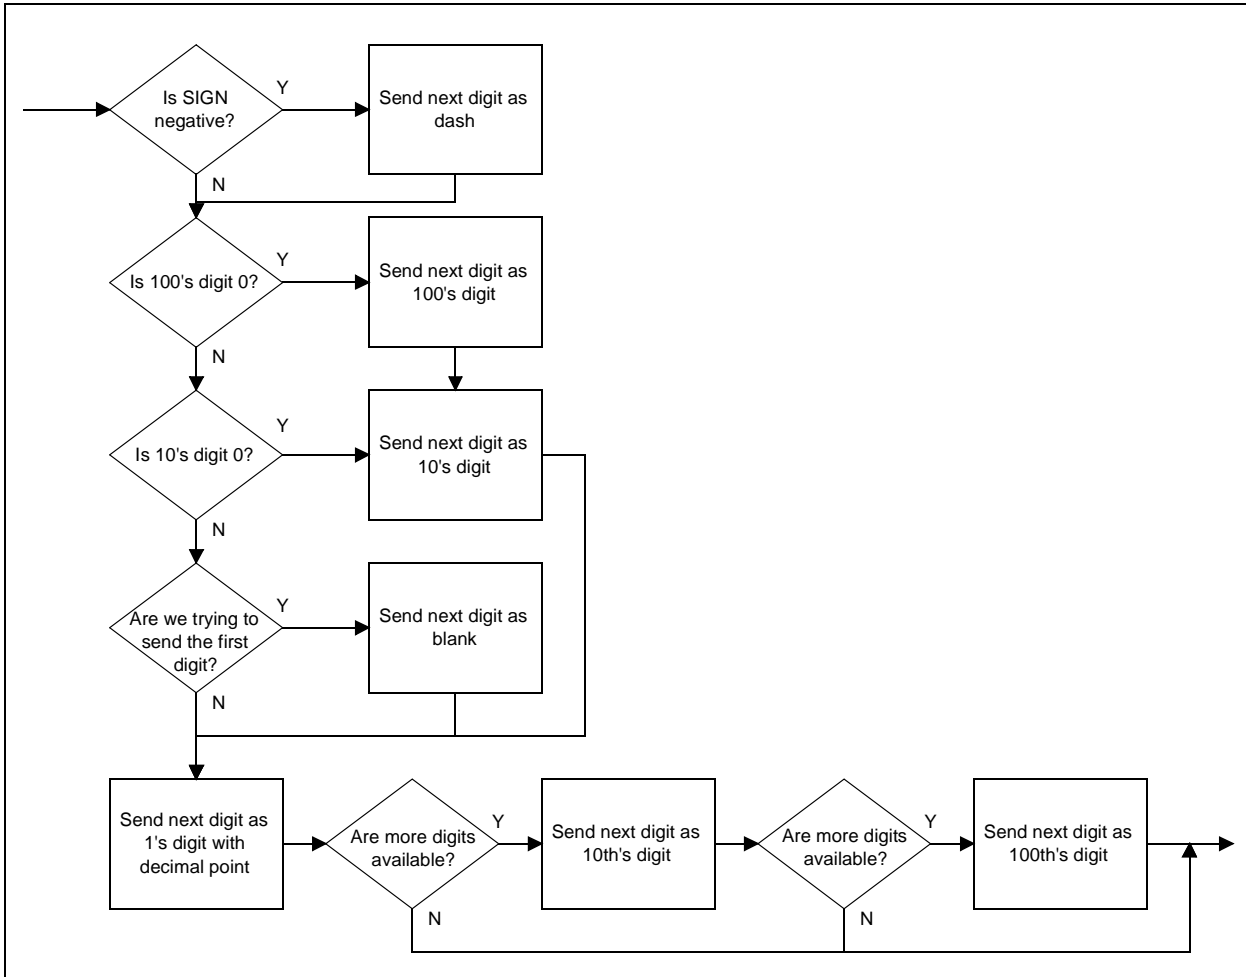 Is SIGN
negative?
Y
Send next digit as
dash
N
Is 100's digit 0?
Y
Send next digit as
100's digit
N
Is 10's digit 0?
Y
Send next digit as
10's digit
N
Are we trying to
send the first
digit?
Y
Send next digit as
blank
N
Send next digit as
1's digit with
decimal point
Are more digits
available?
Y
N
Send next digit as
10th's digit
Are more digits
available?
Y
N
Send next digit as
100th's digit